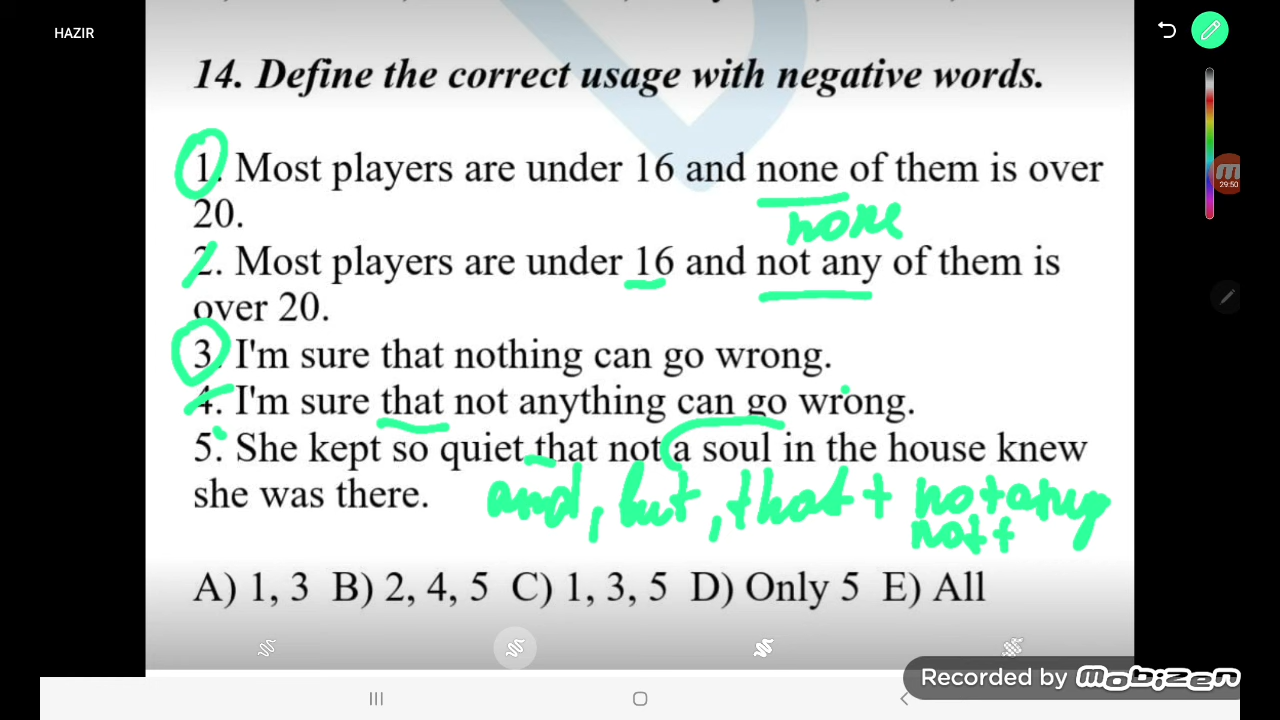 HAZIR
14. Define the correct usage with negative words.
29:50
1. Most players are under 16 and none of them is over
20.
none
2. Most players are under 16 and not any of them is
over 20.
3. I'm sure that nothing can go wrong.
4. I'm sure that not anything can go wrong.
5. She kept so quiet that not a soul in the house knew
she was there.
and, but, that + not any
not +
A) 1, 3 B) 2, 4, 5 C) 1, 3, 5 D) Only 5 E) All
Recorded by mobizen